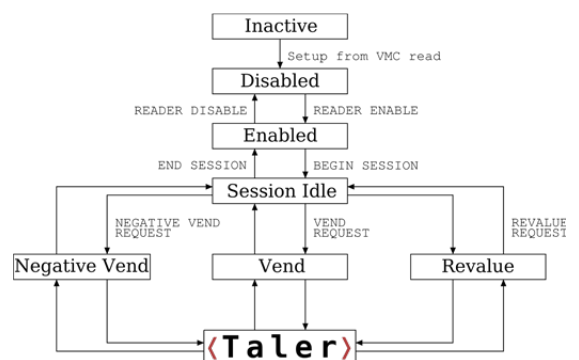 Inactive
Setup from VMC read
Disabled
READER DISABLE
READER ENABLE
Enabled
END SESSION
BEGIN SESSION
Session Idle
NEGATIVE VEND
REQUEST
VEND
REQUEST
REVALUE
REQUEST
Negative Vend
Vend
Revalue
⟨Taler⟩